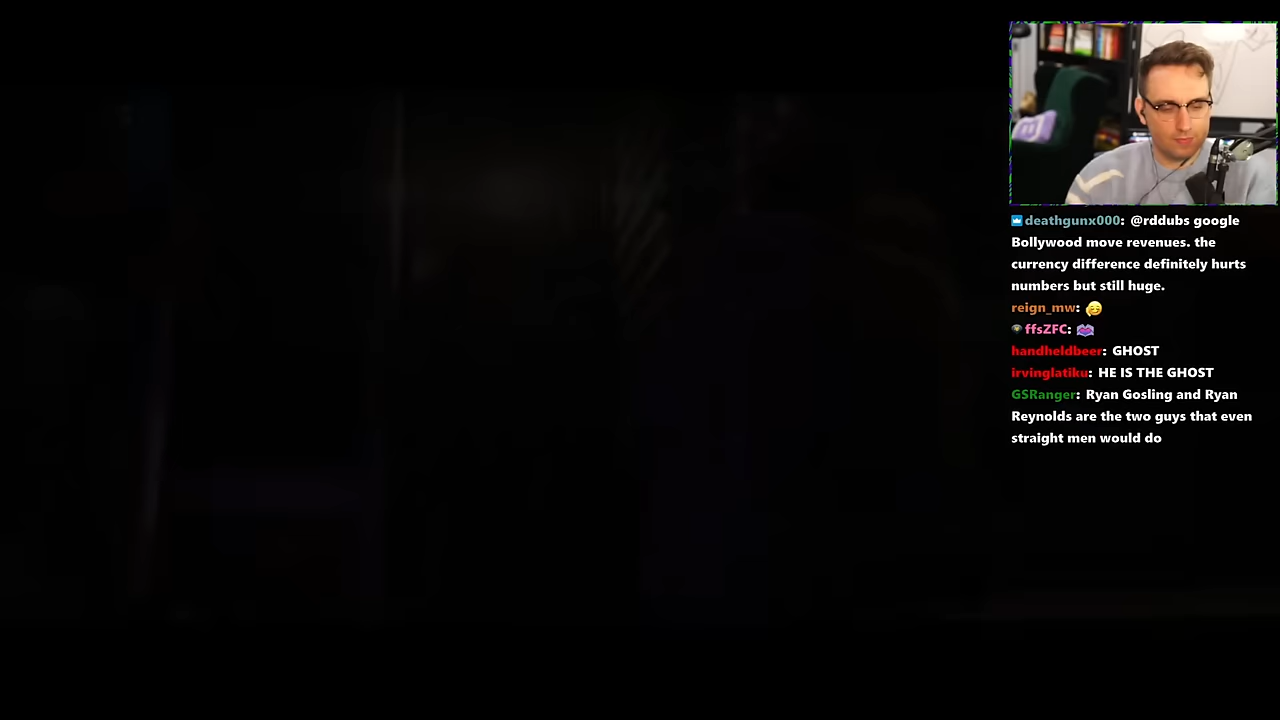 deathgunx000: @rddubs google
Bollywood move revenues. the
currency difference definitely hurts
numbers but still huge.
reign_mw:
ffsZFC:
handheldbeer: GHOST
irvinglatiku: HE IS THE GHOST
GSRanger: Ryan Gosling and Ryan
Reynolds are the two guys that even
straight men would do